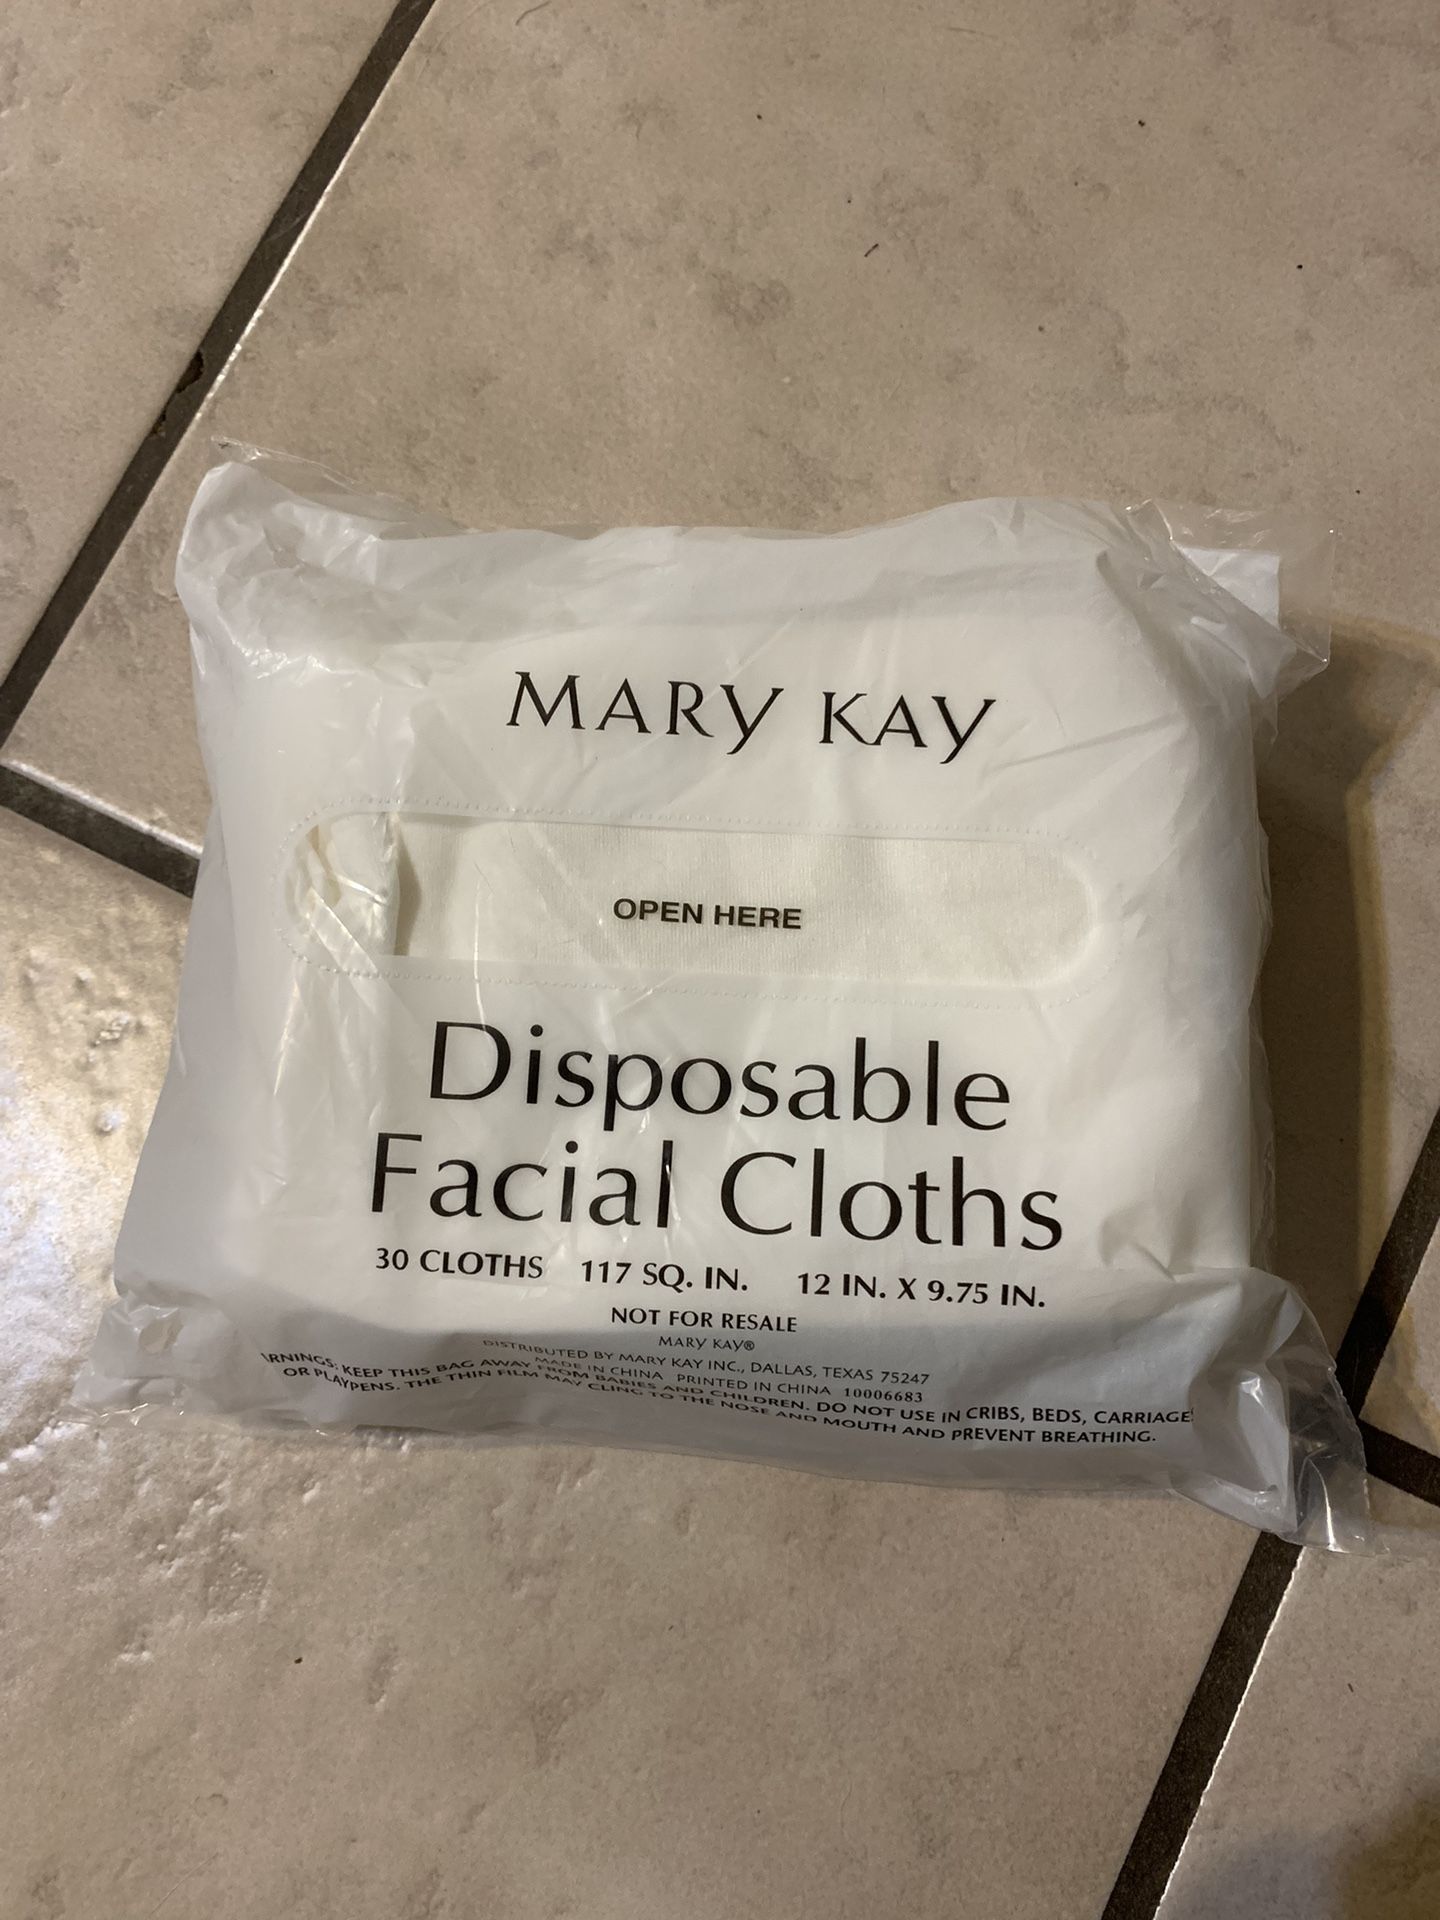 MARY KAY
OPEN HERE
Disposable
Facial Cloths
30 CLOTHS 117 SQ. IN. 12 IN. X 9.75 IN.
NOT FOR RESALE
MARY KAY®
DISTRIBUTED BY MARY KAY INC., DALLAS, TEXAS 75247
MADE IN CHINA PRINTED IN CHINA 10006683
RNINGS: KEEP THIS BAG AWAY FROM BABIES AND CHILDREN. DO NOT USE IN CRIBS, BEDS, CARRIAGES
OR PLAYPENS. THE THIN FILM MAY CLING TO THE NOSE AND MOUTH AND PREVENT BREATHING.